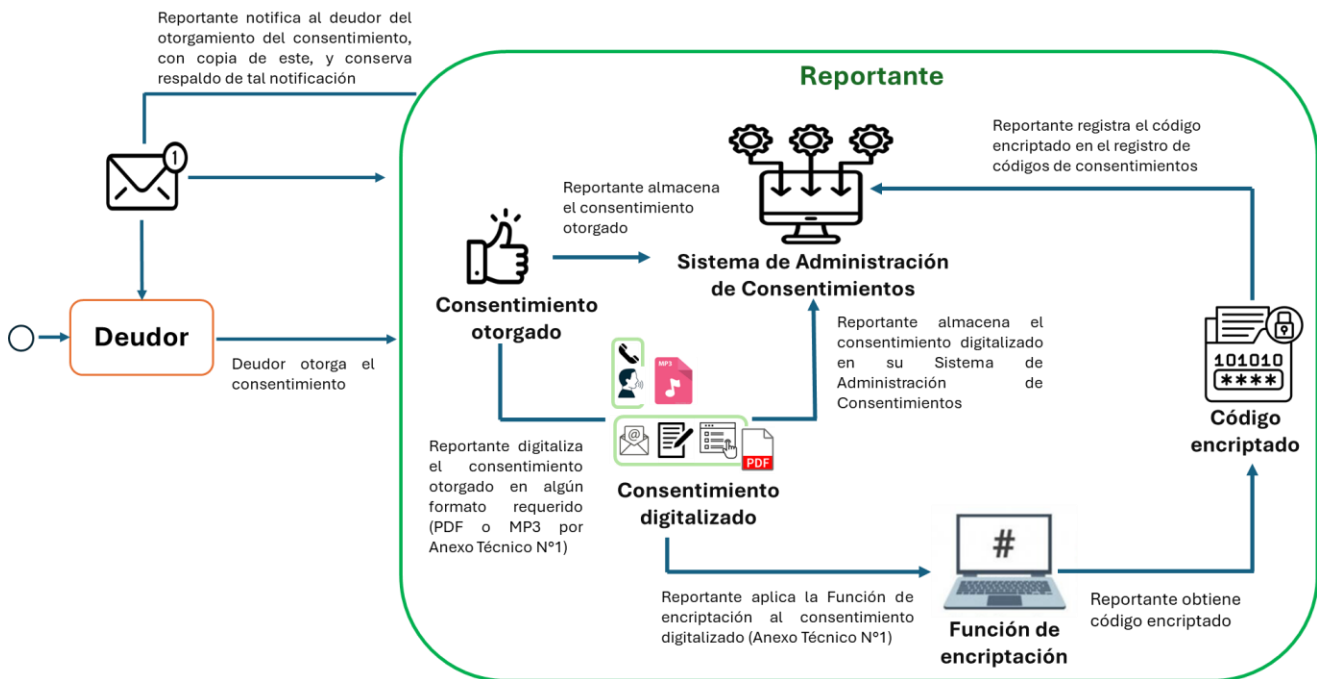 Reportante notifica al deudor del
otorgamiento del consentimiento,
con copia de este, y conserva
respaldo de tal notificación
1
Reportante
Reportante registra el código
encriptado en el registro de
códigos de consentimientos
Reportante almacena
el consentimiento
otorgado
Sistema de Administración
de Consentimientos
Consentimiento
otorgado
Deudor
Deudor otorga el
consentimiento
Reportante almacena el
consentimiento digitalizado
en su Sistema de
Administración de
Consentimientos
MP3
@
PDF
101010
****
Código
encriptado
Reportante digitaliza
el consentimiento
otorgado en algún
formato requerido
(PDF o MP3 por
Anexo Técnico N°1)
Consentimiento
digitalizado
#
Reportante aplica la Función de
encriptación al consentimiento
digitalizado (Anexo Técnico N°1)
Función de
encriptación
Reportante obtiene
código encriptado